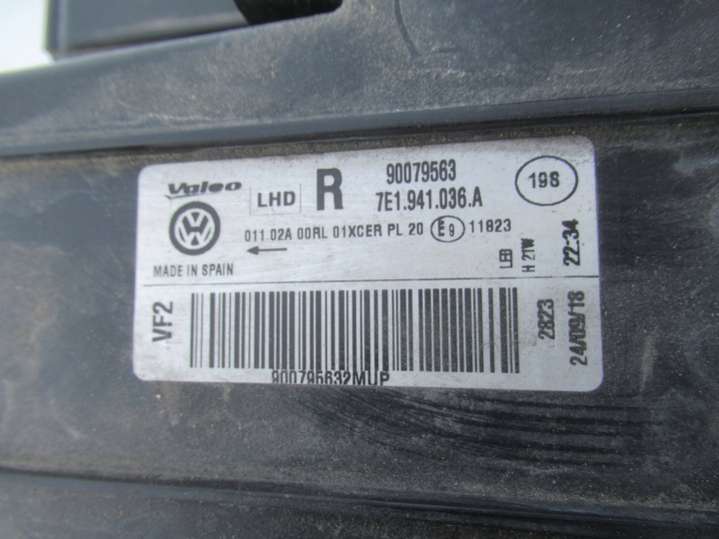 Valeo
LHD
R
90079563
7E1.941.036.A
198
011 02A 00RL 01XCER PL 20 E9 11823
MADE IN SPAIN
LED
H 21W
22:34
VF2
2823
24/09/18
900795632MUP